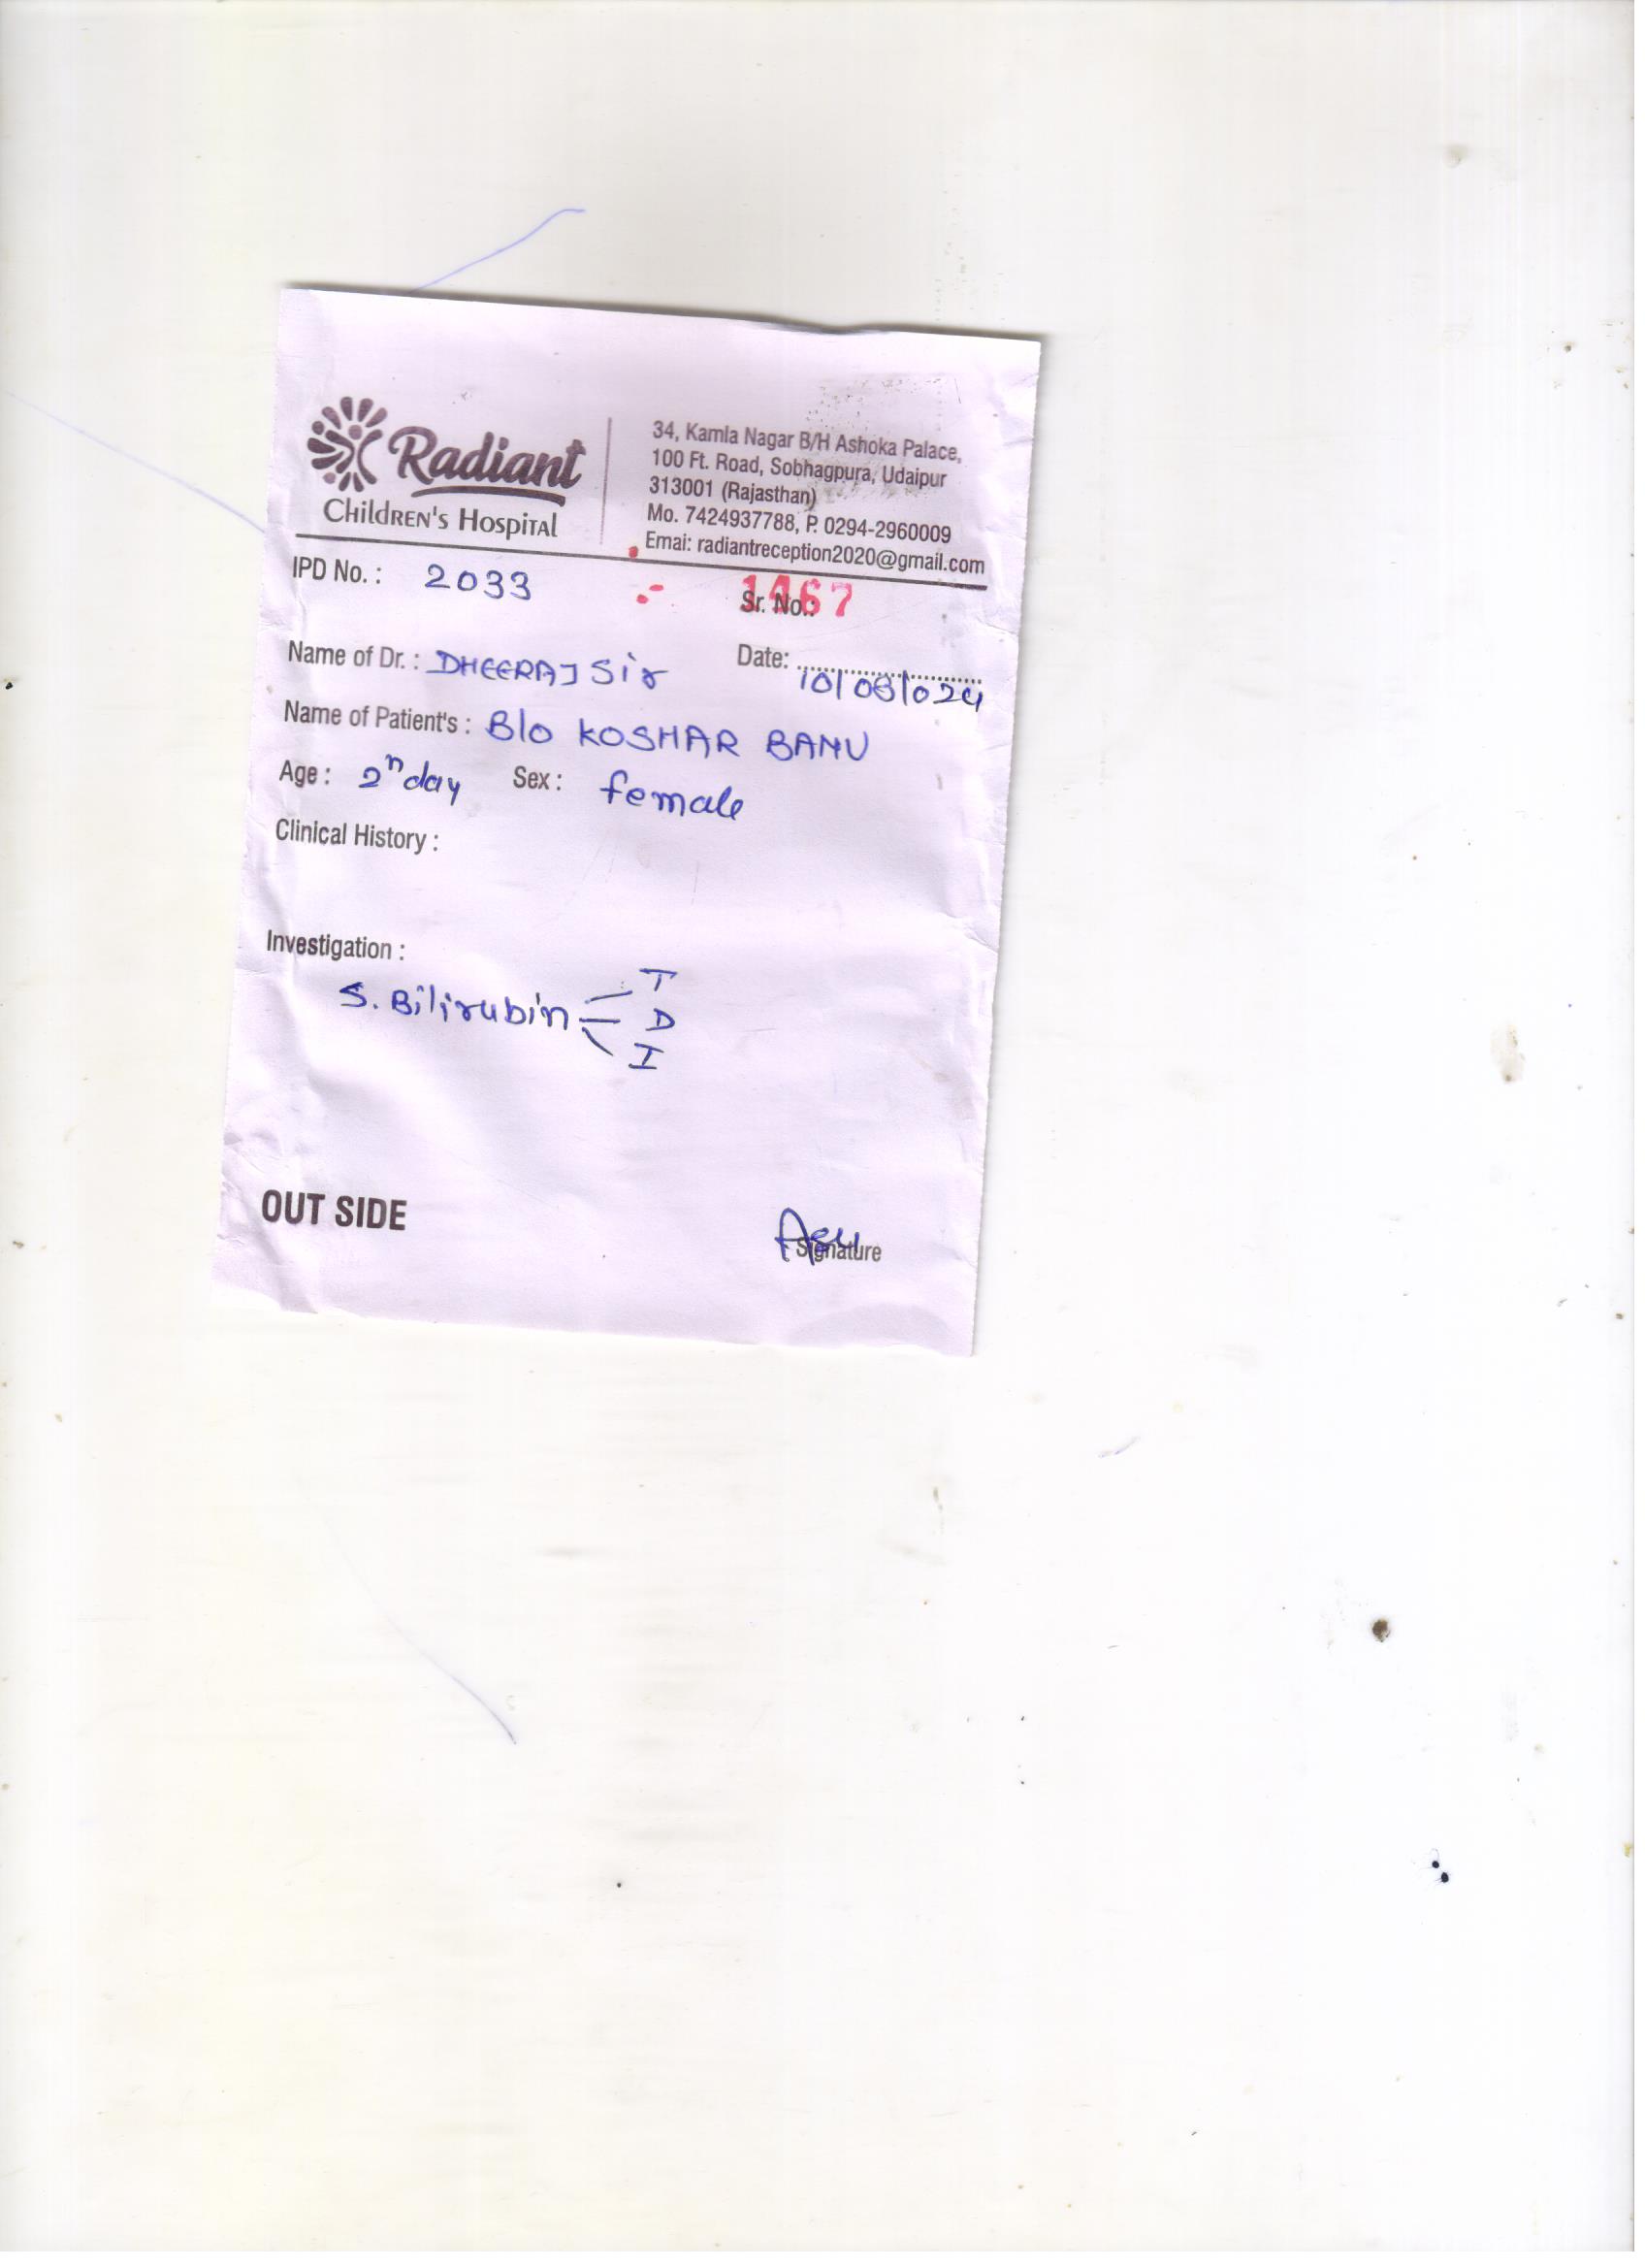 Radiant
Children's Hospital
34, Kamla Nagar B/H Ashoka Palace,
100 Ft. Road, Sobhagpura, Udaipur
313001 (Rajasthan)
Mo. 7424937788, P. 0294-2960009
Emai: radiantreception2020@gmail.com
IPD No. : 2033 Sr. No.:
Name of Dr. : DHEERAJ Sir Date: 10/08/024
Name of Patient's : B/o KOSHAR BANU
Age : 2n day Sex : female
Clinical History :
Investigation :
S. Bilirubin T
D
I
OUT SIDE
Signature